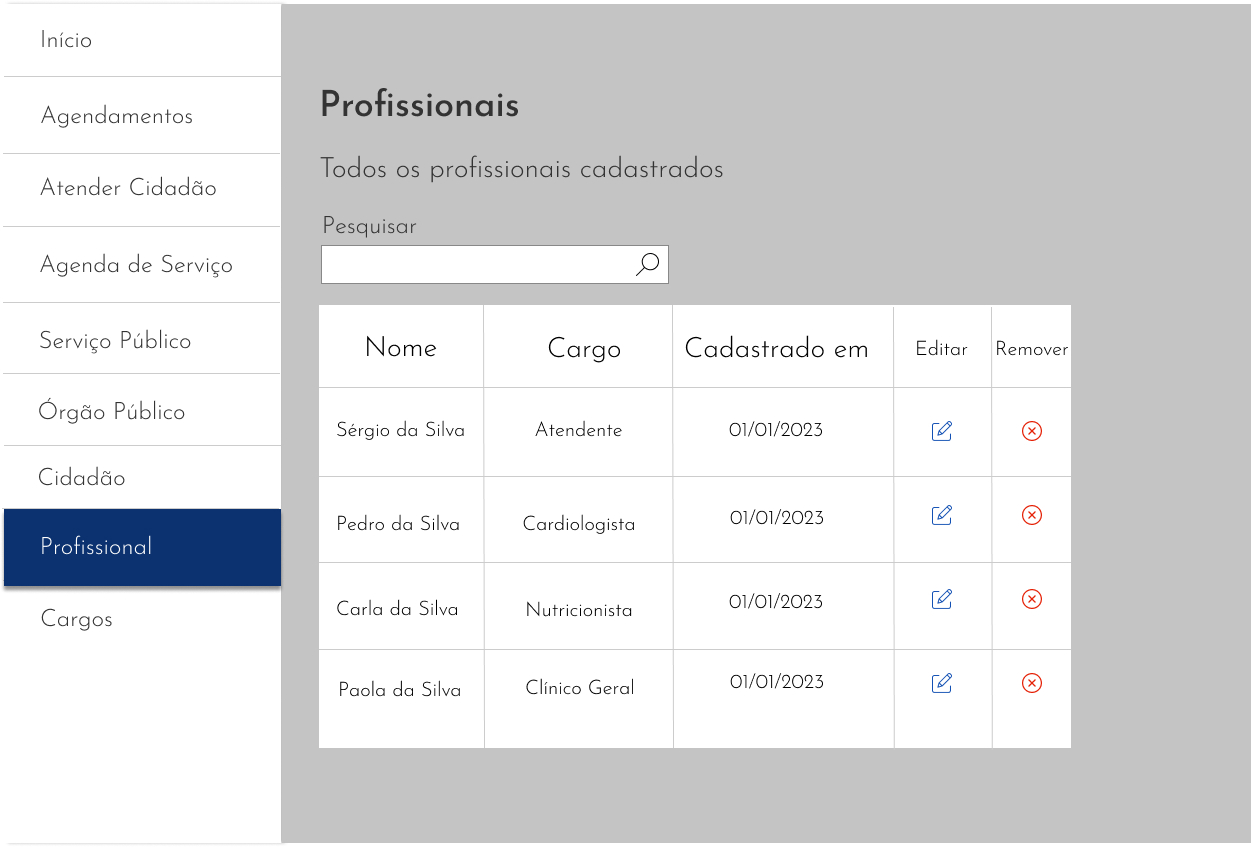 Início
Agendamentos
Atender Cidadão
Agenda de Serviço
Serviço Público
Órgão Público
Cidadão
Profissional
Cargos
Profissionais
Todos os profissionais cadastrados
Pesquisar
Nome Cargo Cadastrado em Editar Remover
Sérgio da Silva Atendente 01/01/2023
Pedro da Silva Cardiologista 01/01/2023
Carla da Silva Nutricionista 01/01/2023
Paola da Silva Clínico Geral 01/01/2023